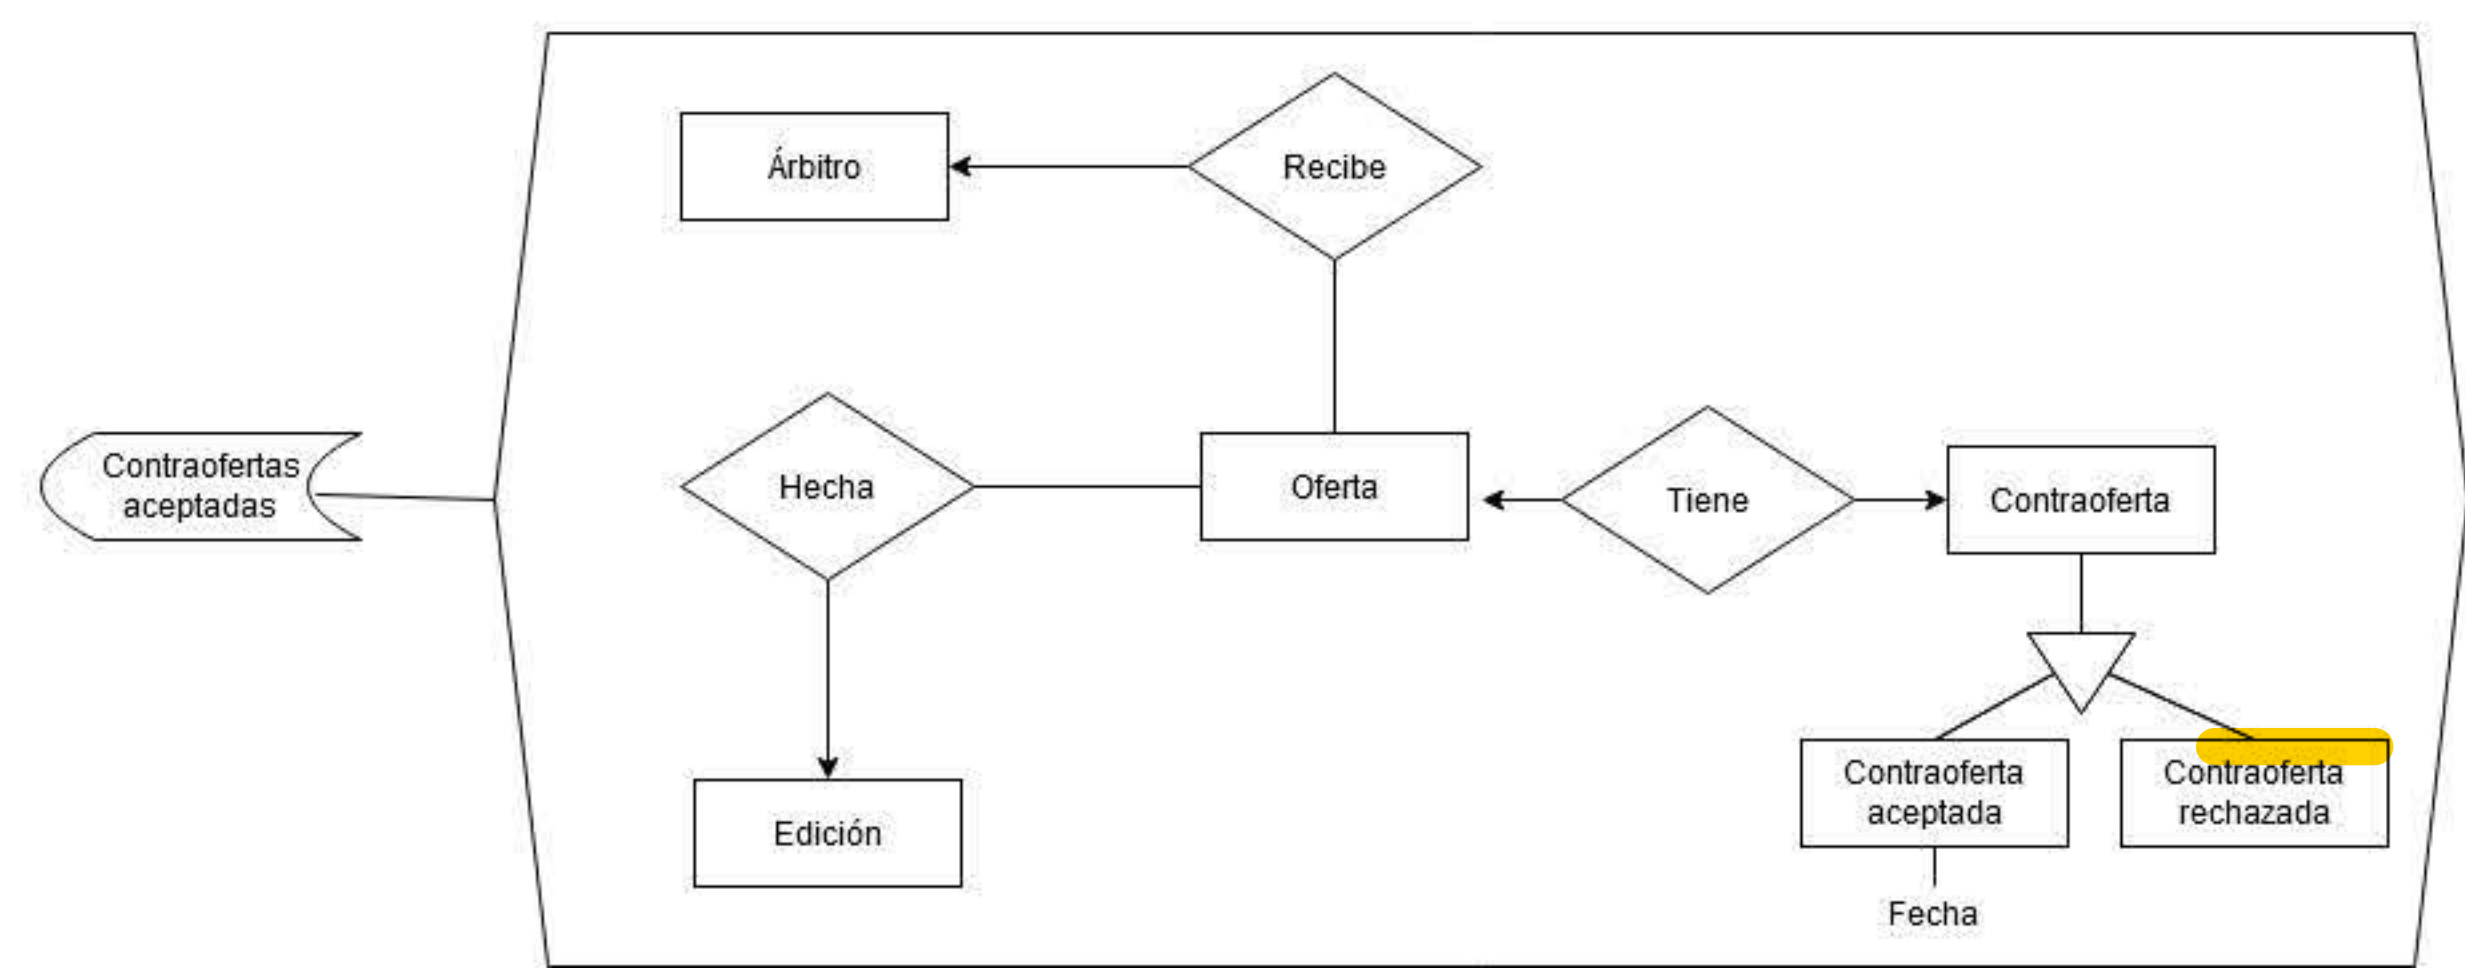 Árbitro
Recibe
Contraofertas
aceptadas
Hecha
Oferta
Tiene
Contraoferta
Edición
Contraoferta
aceptada
Contraoferta
rechazada
Fecha